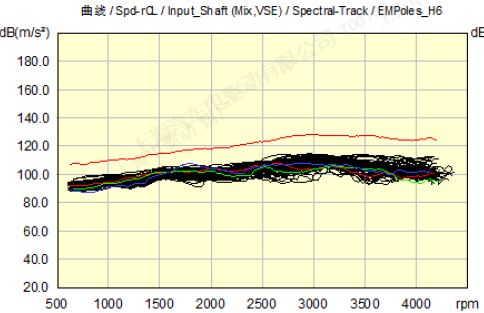 曲线 / Spd-rCL / Input_Shaft (Mix,VSE) / Spectral-Track / EMPoles_H6
dB(m/s²)
dB
180.0
160.0
140.0
120.0
100.0
80.0
60.0
40.0
20.0
500 1000 1500 2000 2500 3000 3500 4000 rpm